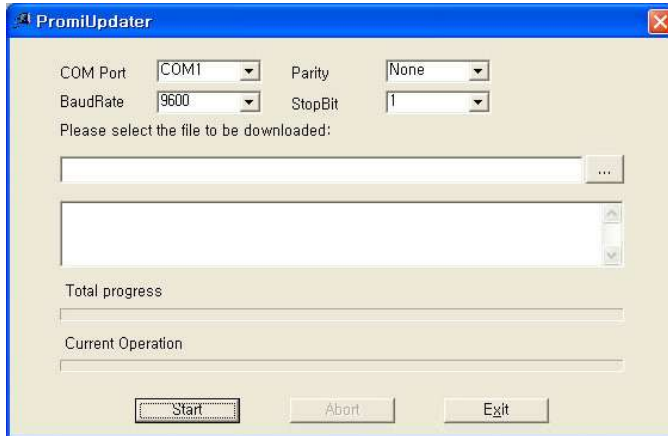 PromiUpdater
COM Port COM1 Parity None
BaudRate 9600 StopBit 1
Please select the file to be downloaded:
...
Total progress
Current Operation
Start Abort Exit